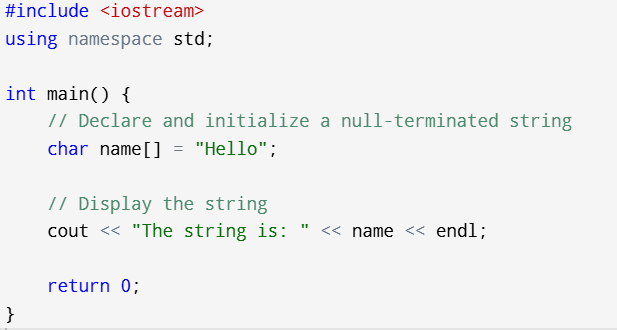 #include <iostream>
using namespace std;
int main() {
// Declare and initialize a null-terminated string
char name[] = "Hello";
// Display the string
cout << "The string is: " << name << endl;
return 0;
}